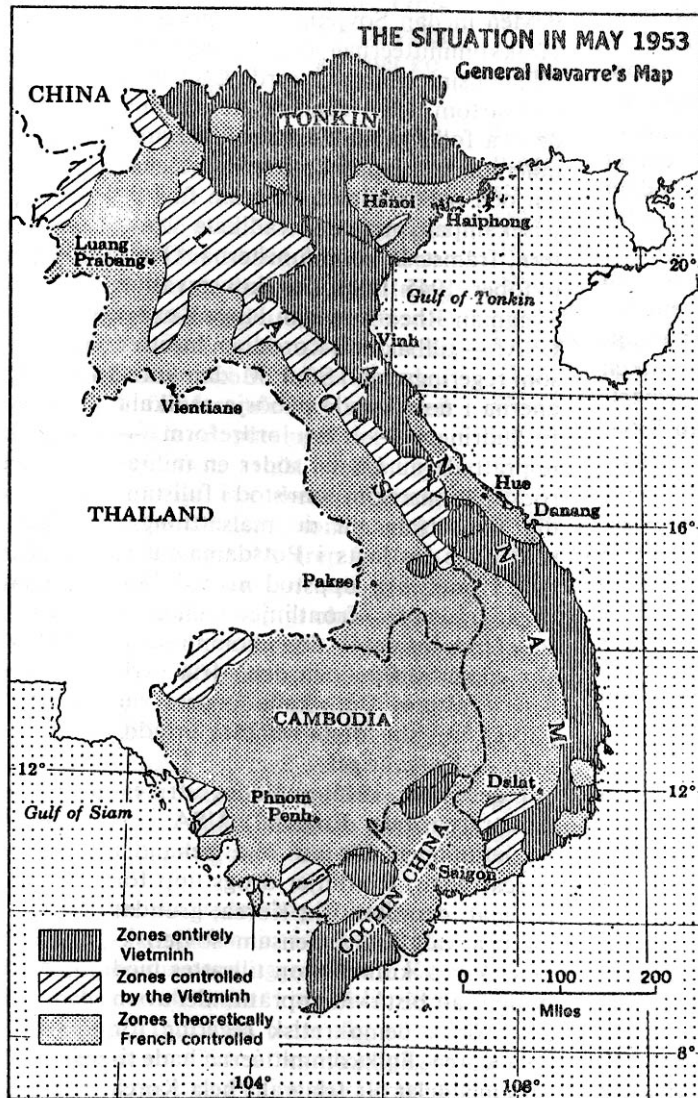 THE SITUATION IN MAY 1953
General Navarre's Map
CHINA
TONKIN
Hanoi
Haiphong
Luang
Prabang
LAOS
20°
Gulf of Tonkin
Vinh
ANNAM
Vientiane
Hue
Danang
THAILAND
16°
Pakse
CAMBODIA
12°
Dalat
12°
Gulf of Siam
Phnom
Penh
COCHIN CHINA
Saigon
Zones entirely
Vietminh
Zones controlled
by the Vietminh
Zones theoretically
French controlled
0 100 200
Miles
8°
104°
108°